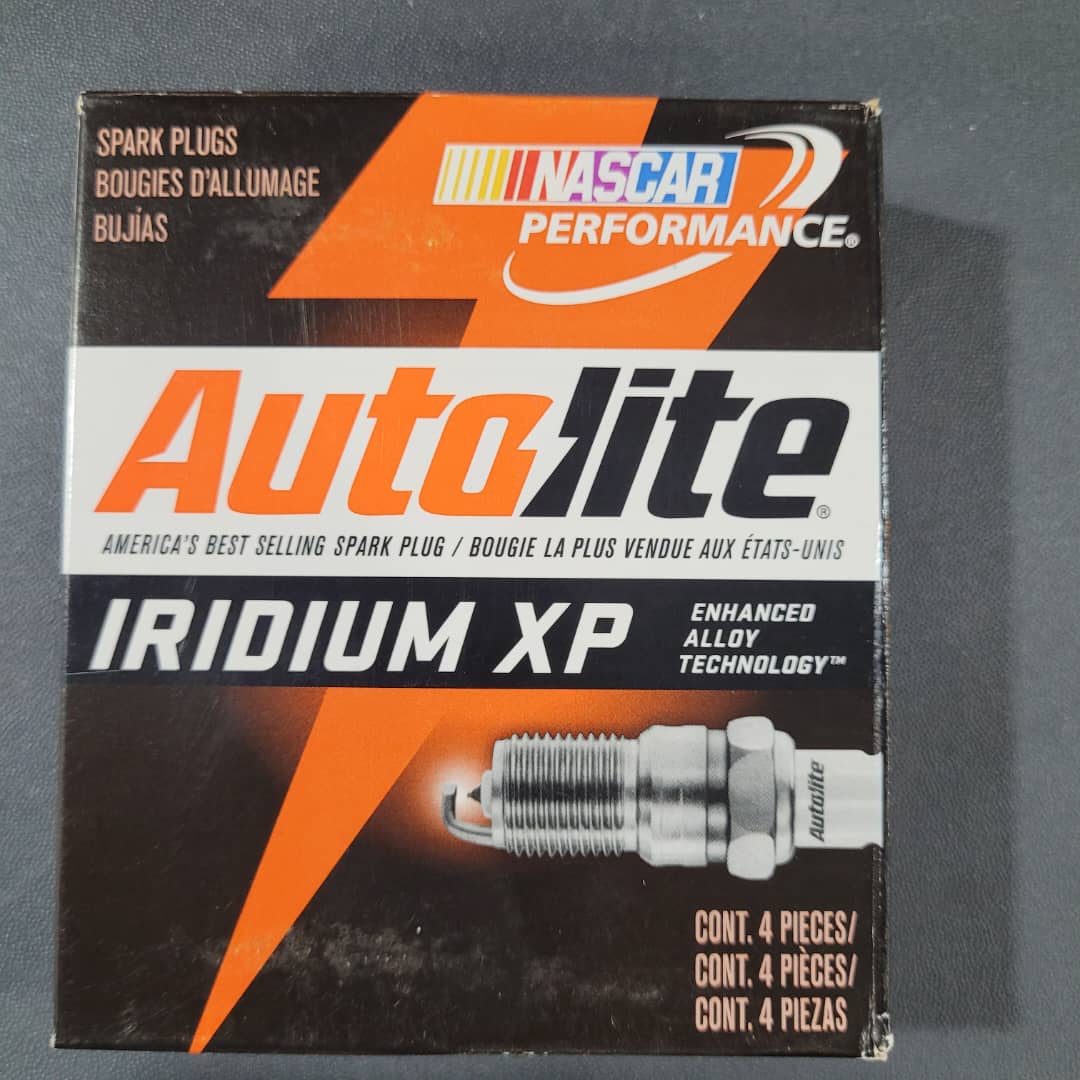 SPARK PLUGS
BOUGIES D'ALLUMAGE
BUJÍAS
NASCAR
PERFORMANCE®
Autolite®
AMERICA'S BEST SELLING SPARK PLUG / BOUGIE LA PLUS VENDUE AUX ÉTATS-UNIS
IRIDIUM XP
ENHANCED
ALLOY
TECHNOLOGY™
Autolite
CONT. 4 PIECES/
CONT. 4 PIÈCES/
CONT. 4 PIEZAS